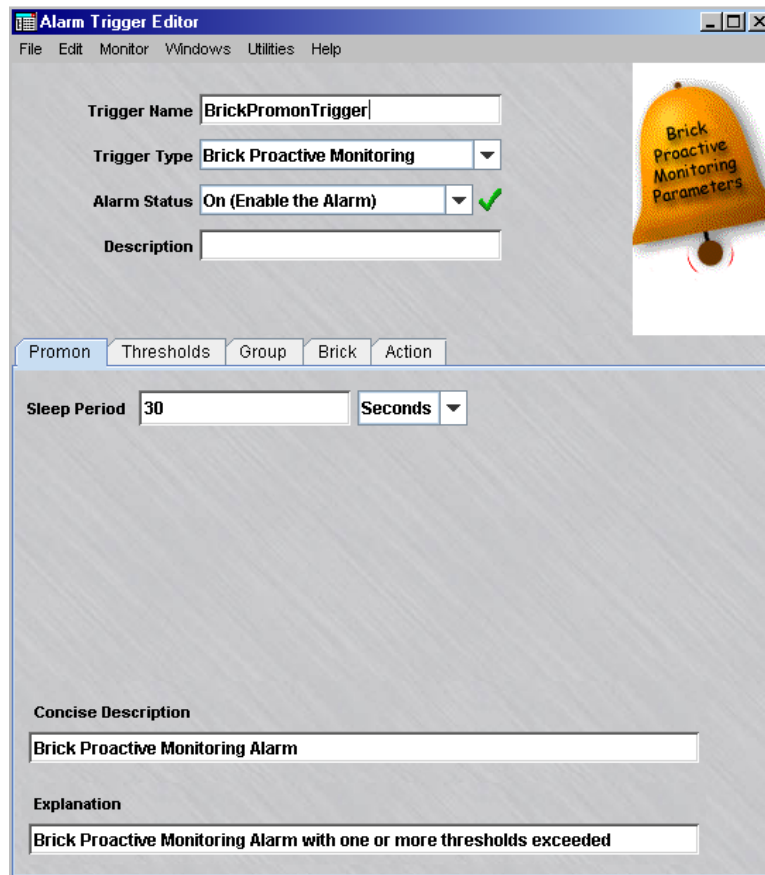 Alarm Trigger Editor
File Edit Monitor Windows Utilities Help
Trigger Name BrickPromonTrigger
Trigger Type Brick Proactive Monitoring
Alarm Status On (Enable the Alarm)
Description
Brick
Proactive
Monitoring
Parameters
Promon Thresholds Group Brick Action
Sleep Period 30 Seconds
Concise Description
Brick Proactive Monitoring Alarm
Explanation
Brick Proactive Monitoring Alarm with one or more thresholds exceeded